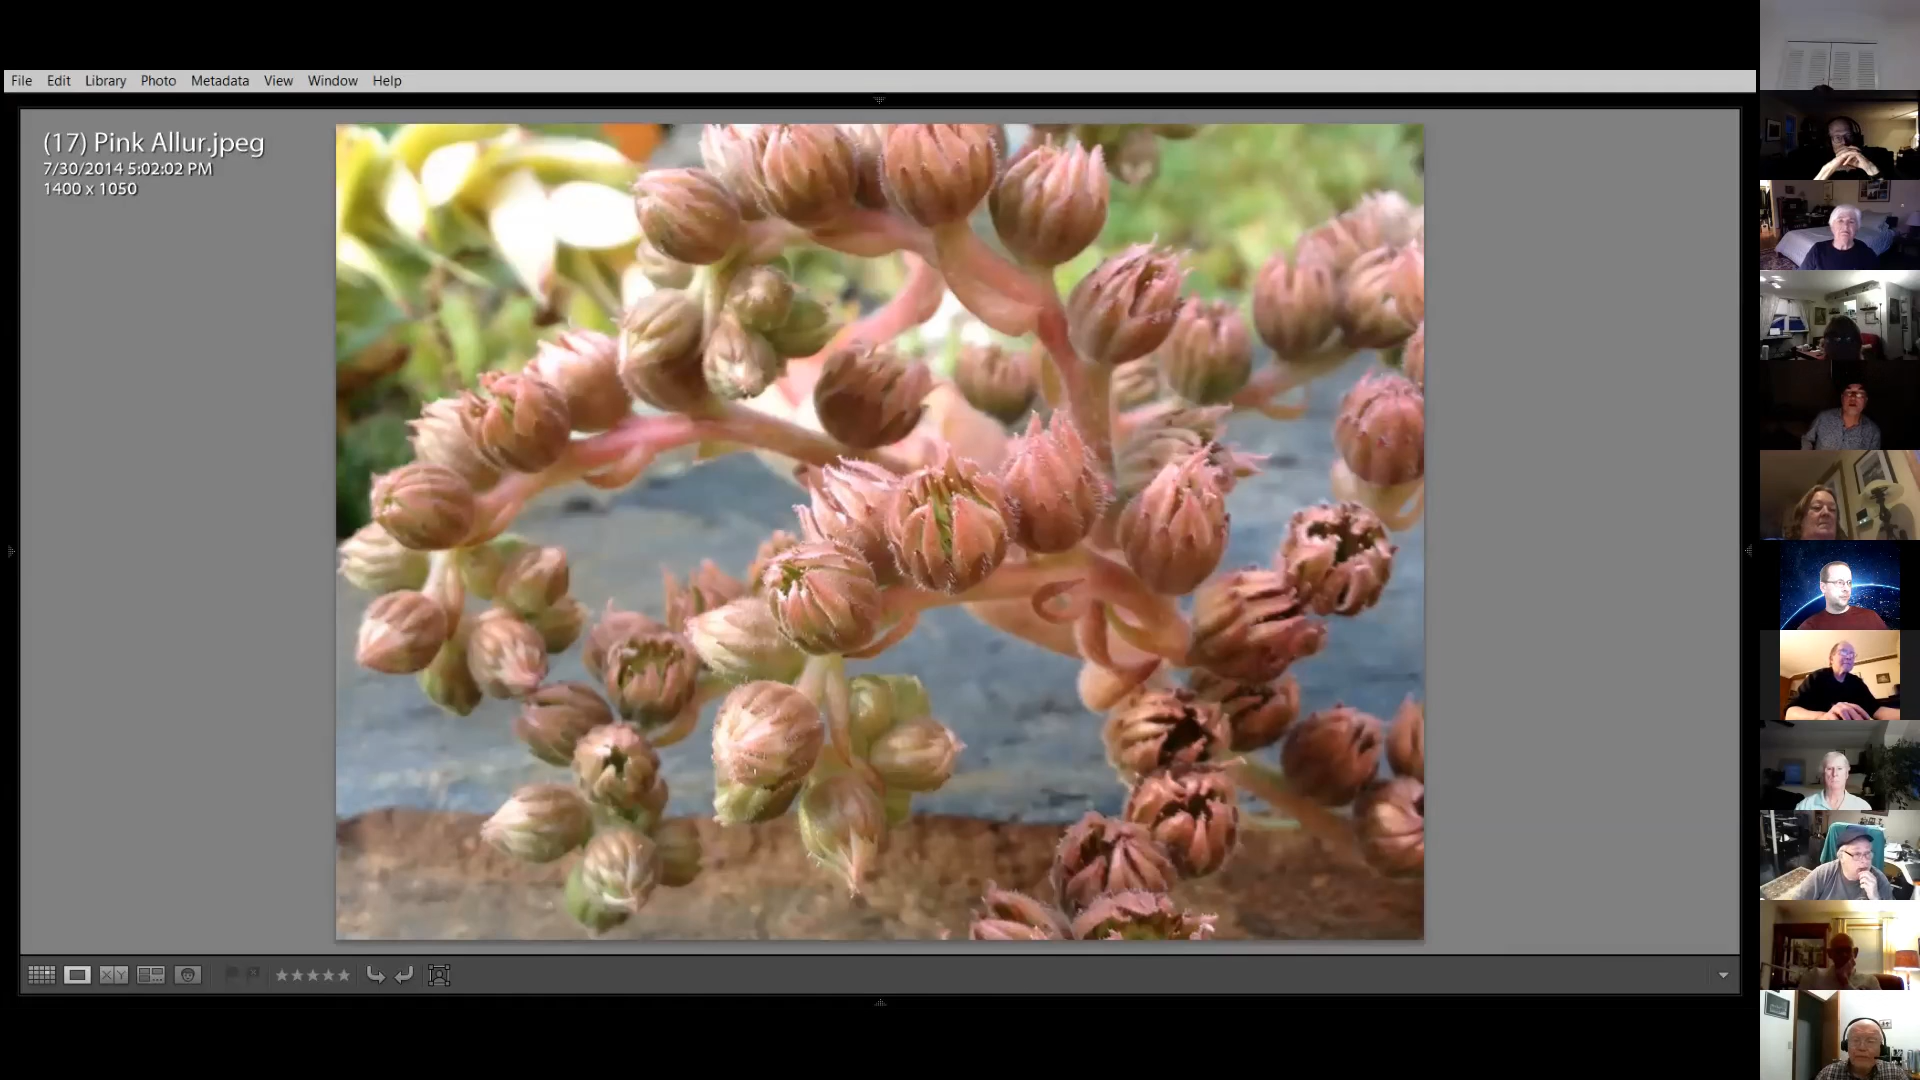 File Edit Library Photo Metadata View Window Help
(17) Pink Allur.jpeg
7/30/2014 5:02:02 PM
1400 x 1050
X Y